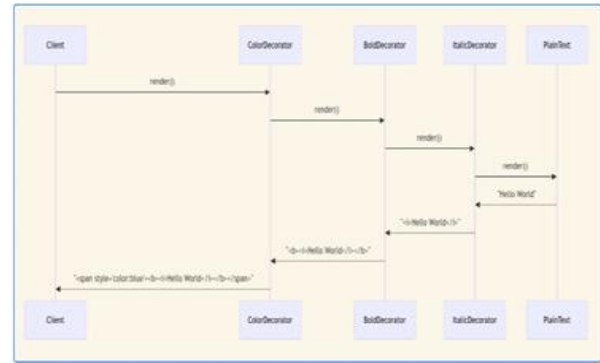 Client ColorDecorator BoldDecorator ItalicDecorator PlainText
render()
render()
render()
render()
"Hello World"
"<i>Hello World</i>"
"<b><i>Hello World</i></b>"
"<span style='color:blue'><b><i>Hello World</i></b></span>"
Client ColorDecorator BoldDecorator ItalicDecorator PlainText